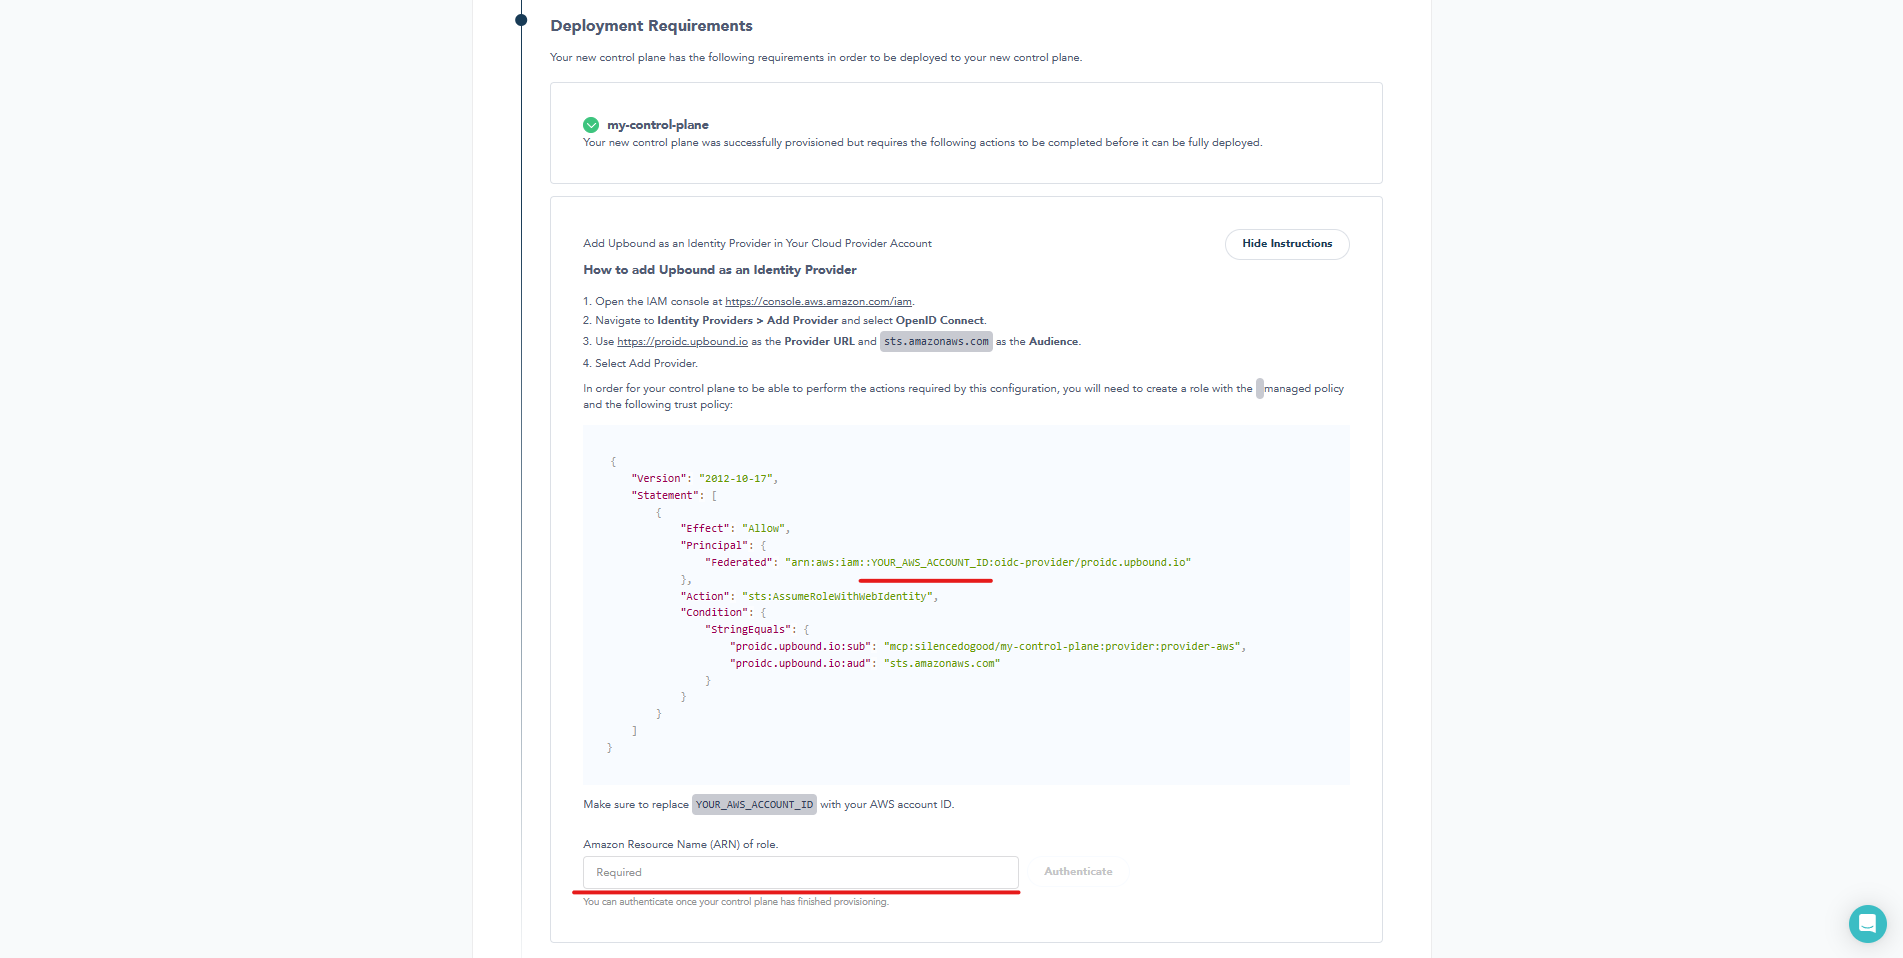 Deployment Requirements
Your new control plane has the following requirements in order to be deployed to your new control plane.
my-control-plane
Your new control plane was successfully provisioned but requires the following actions to be completed before it can be fully deployed.
Add Upbound as an Identity Provider in Your Cloud Provider Account
Hide Instructions
How to add Upbound as an Identity Provider
1. Open the IAM console at https://console.aws.amazon.com/iam.
2. Navigate to Identity Providers > Add Provider and select OpenID Connect.
3. Use https://proidc.upbound.io as the Provider URL and sts.amazonaws.com as the Audience.
4. Select Add Provider.
In order for your control plane to be able to perform the actions required by this configuration, you will need to create a role with the managed policy
and the following trust policy:
{
    "Version": "2012-10-17",
    "Statement": [
        {
            "Effect": "Allow",
            "Principal": {
                "Federated": "arn:aws:iam::YOUR_AWS_ACCOUNT_ID:oidc-provider/proidc.upbound.io"
            },
            "Action": "sts:AssumeRoleWithWebIdentity",
            "Condition": {
                "StringEquals": {
                    "proidc.upbound.io:sub": "mcp:silencedogood/my-control-plane:provider:provider-aws",
                    "proidc.upbound.io:aud": "sts.amazonaws.com"
                }
            }
        }
    ]
}
Make sure to replace YOUR_AWS_ACCOUNT_ID with your AWS account ID.
Amazon Resource Name (ARN) of role.
Required
Authenticate
You can authenticate once your control plane has finished provisioning.